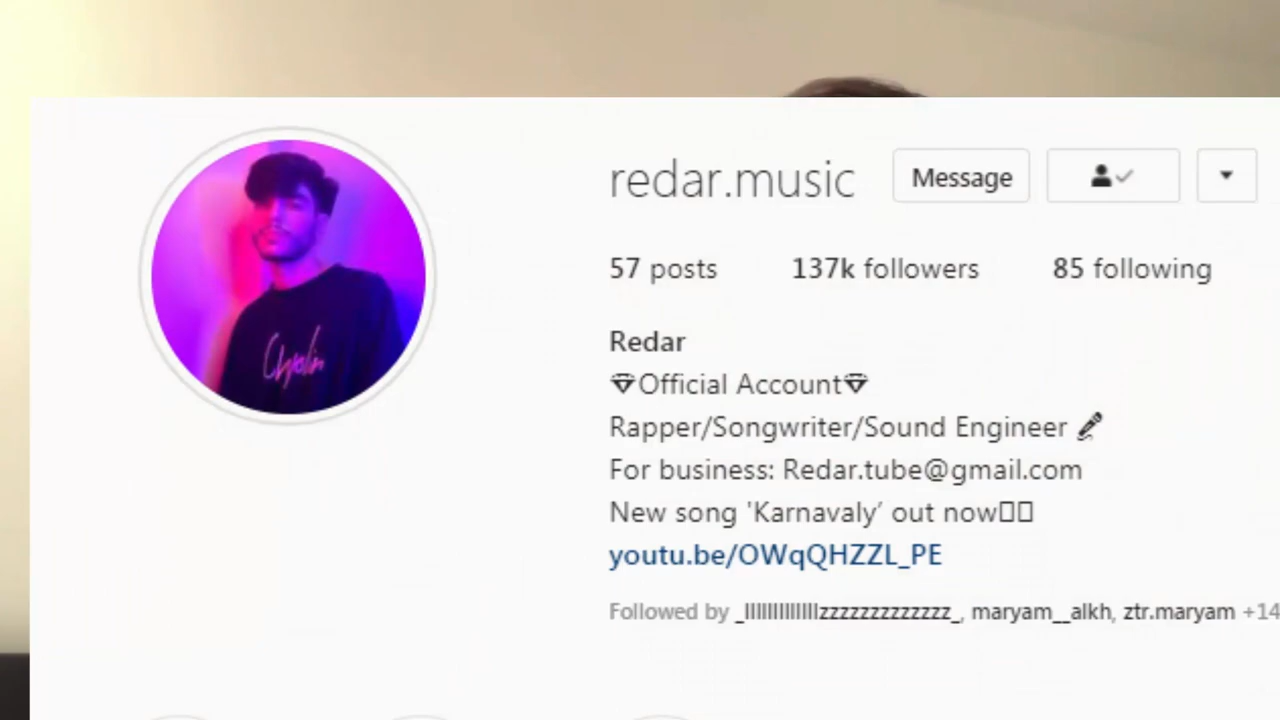 redar.music Message
57 posts 137k followers 85 following
Redar
💎Official Account💎
Rapper/Songwriter/Sound Engineer 🎤
For business: Redar.tube@gmail.com
New song 'Karnavaly' out now
youtu.be/OWqQHZZL_PE
Followed by maryam__alkh, ztr.maryam +14